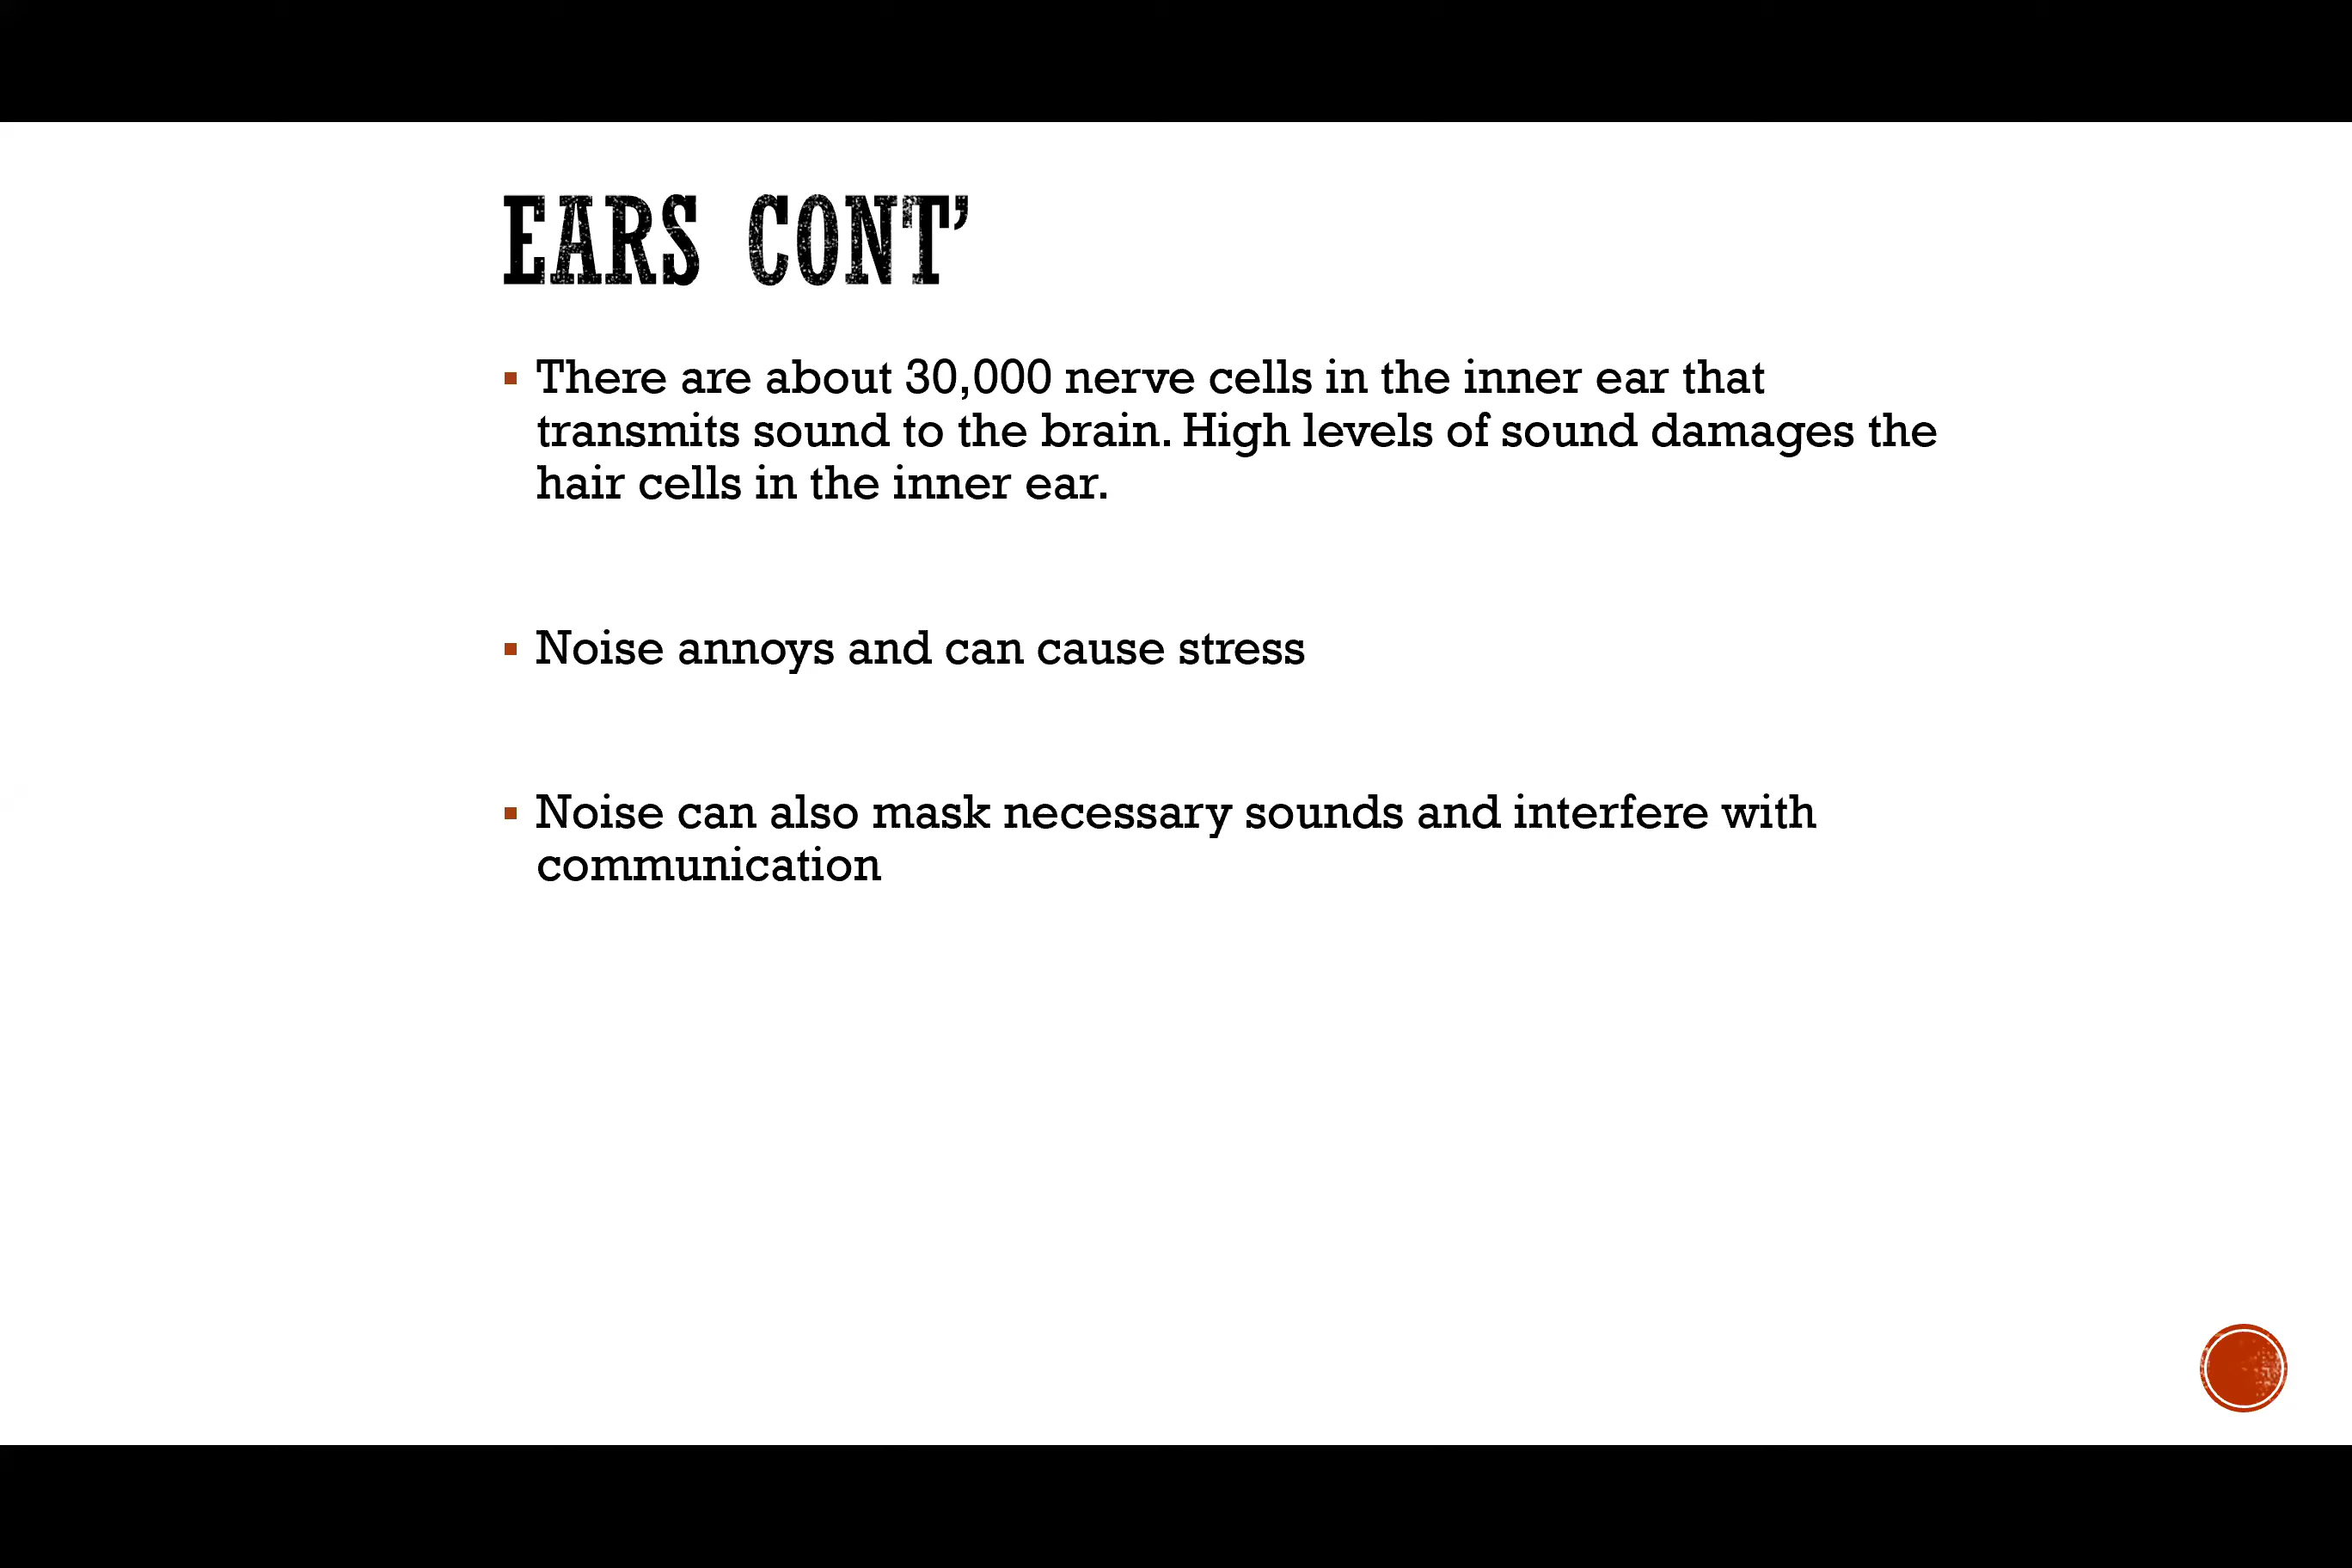 EARS CONT’
▪ There are about 30,000 nerve cells in the inner ear that
transmits sound to the brain. High levels of sound damages the
hair cells in the inner ear.
▪ Noise annoys and can cause stress
▪ Noise can also mask necessary sounds and interfere with
communication